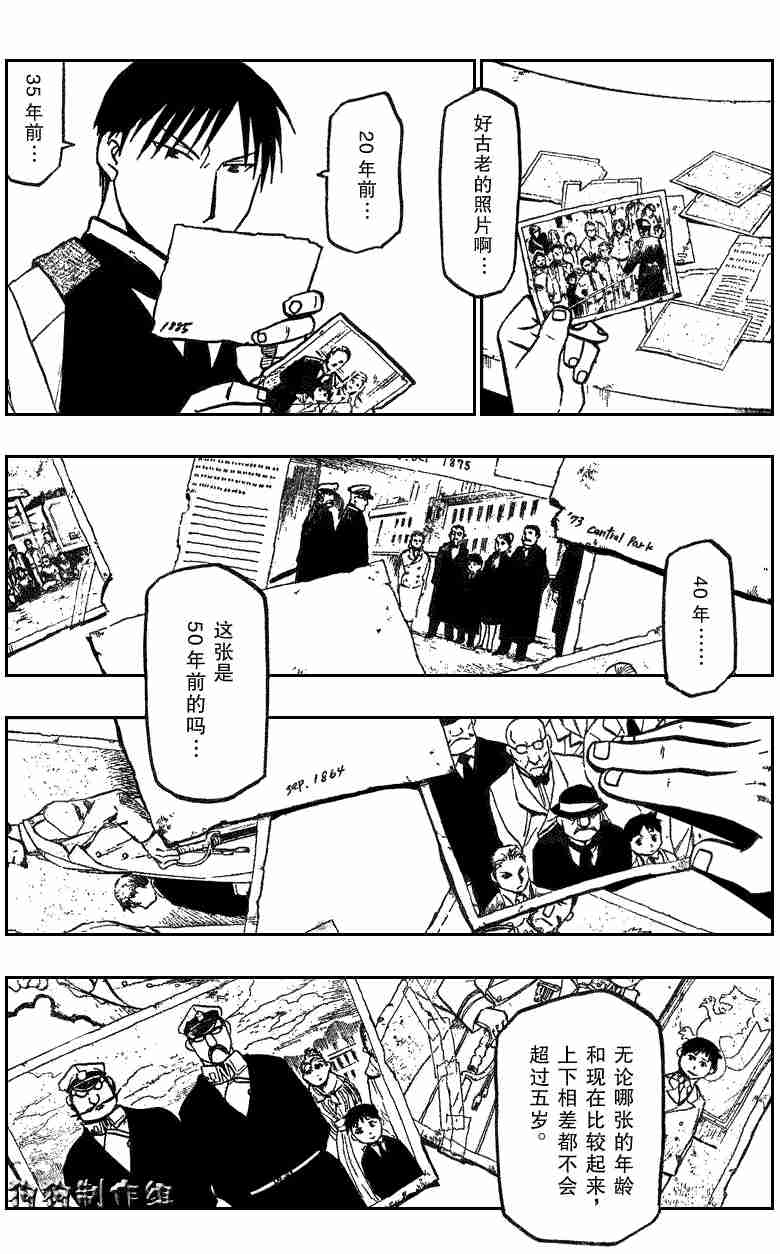 好古老的照片啊…
20年前…
35年前…
1885
1875
'73 Central Park
40年……
这张是
50年前的吗…
sep. 1864
无论哪张的年龄
和现在比较起来，
上下相差都不会
超过五岁。
狗狗制作组